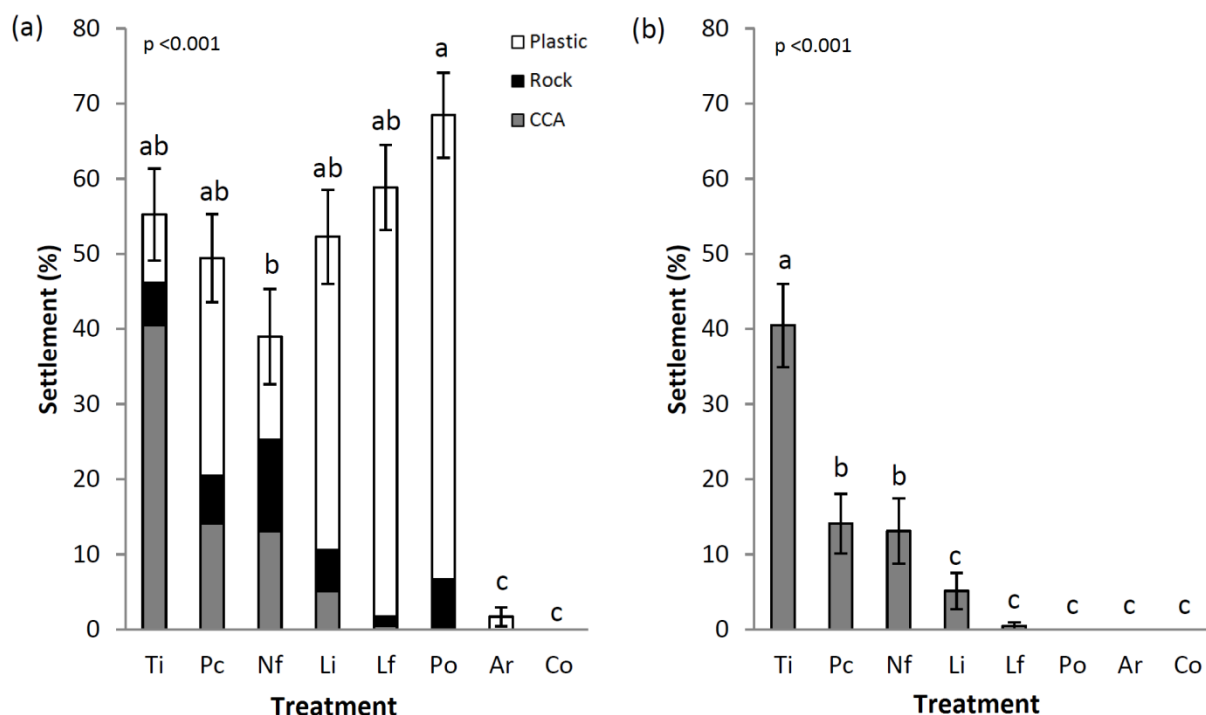 (a)
p <0.001
Plastic
Rock
CCA
80
70
60
50
40
30
20
10
0
Settlement (%)
ab
ab
b
ab
ab
a
c
c
Ti Pc Nf Li Lf Po Ar Co
Treatment
(b)
p <0.001
80
70
60
50
40
30
20
10
0
Settlement (%)
a
b
b
c
c
c
c
c
Ti Pc Nf Li Lf Po Ar Co
Treatment